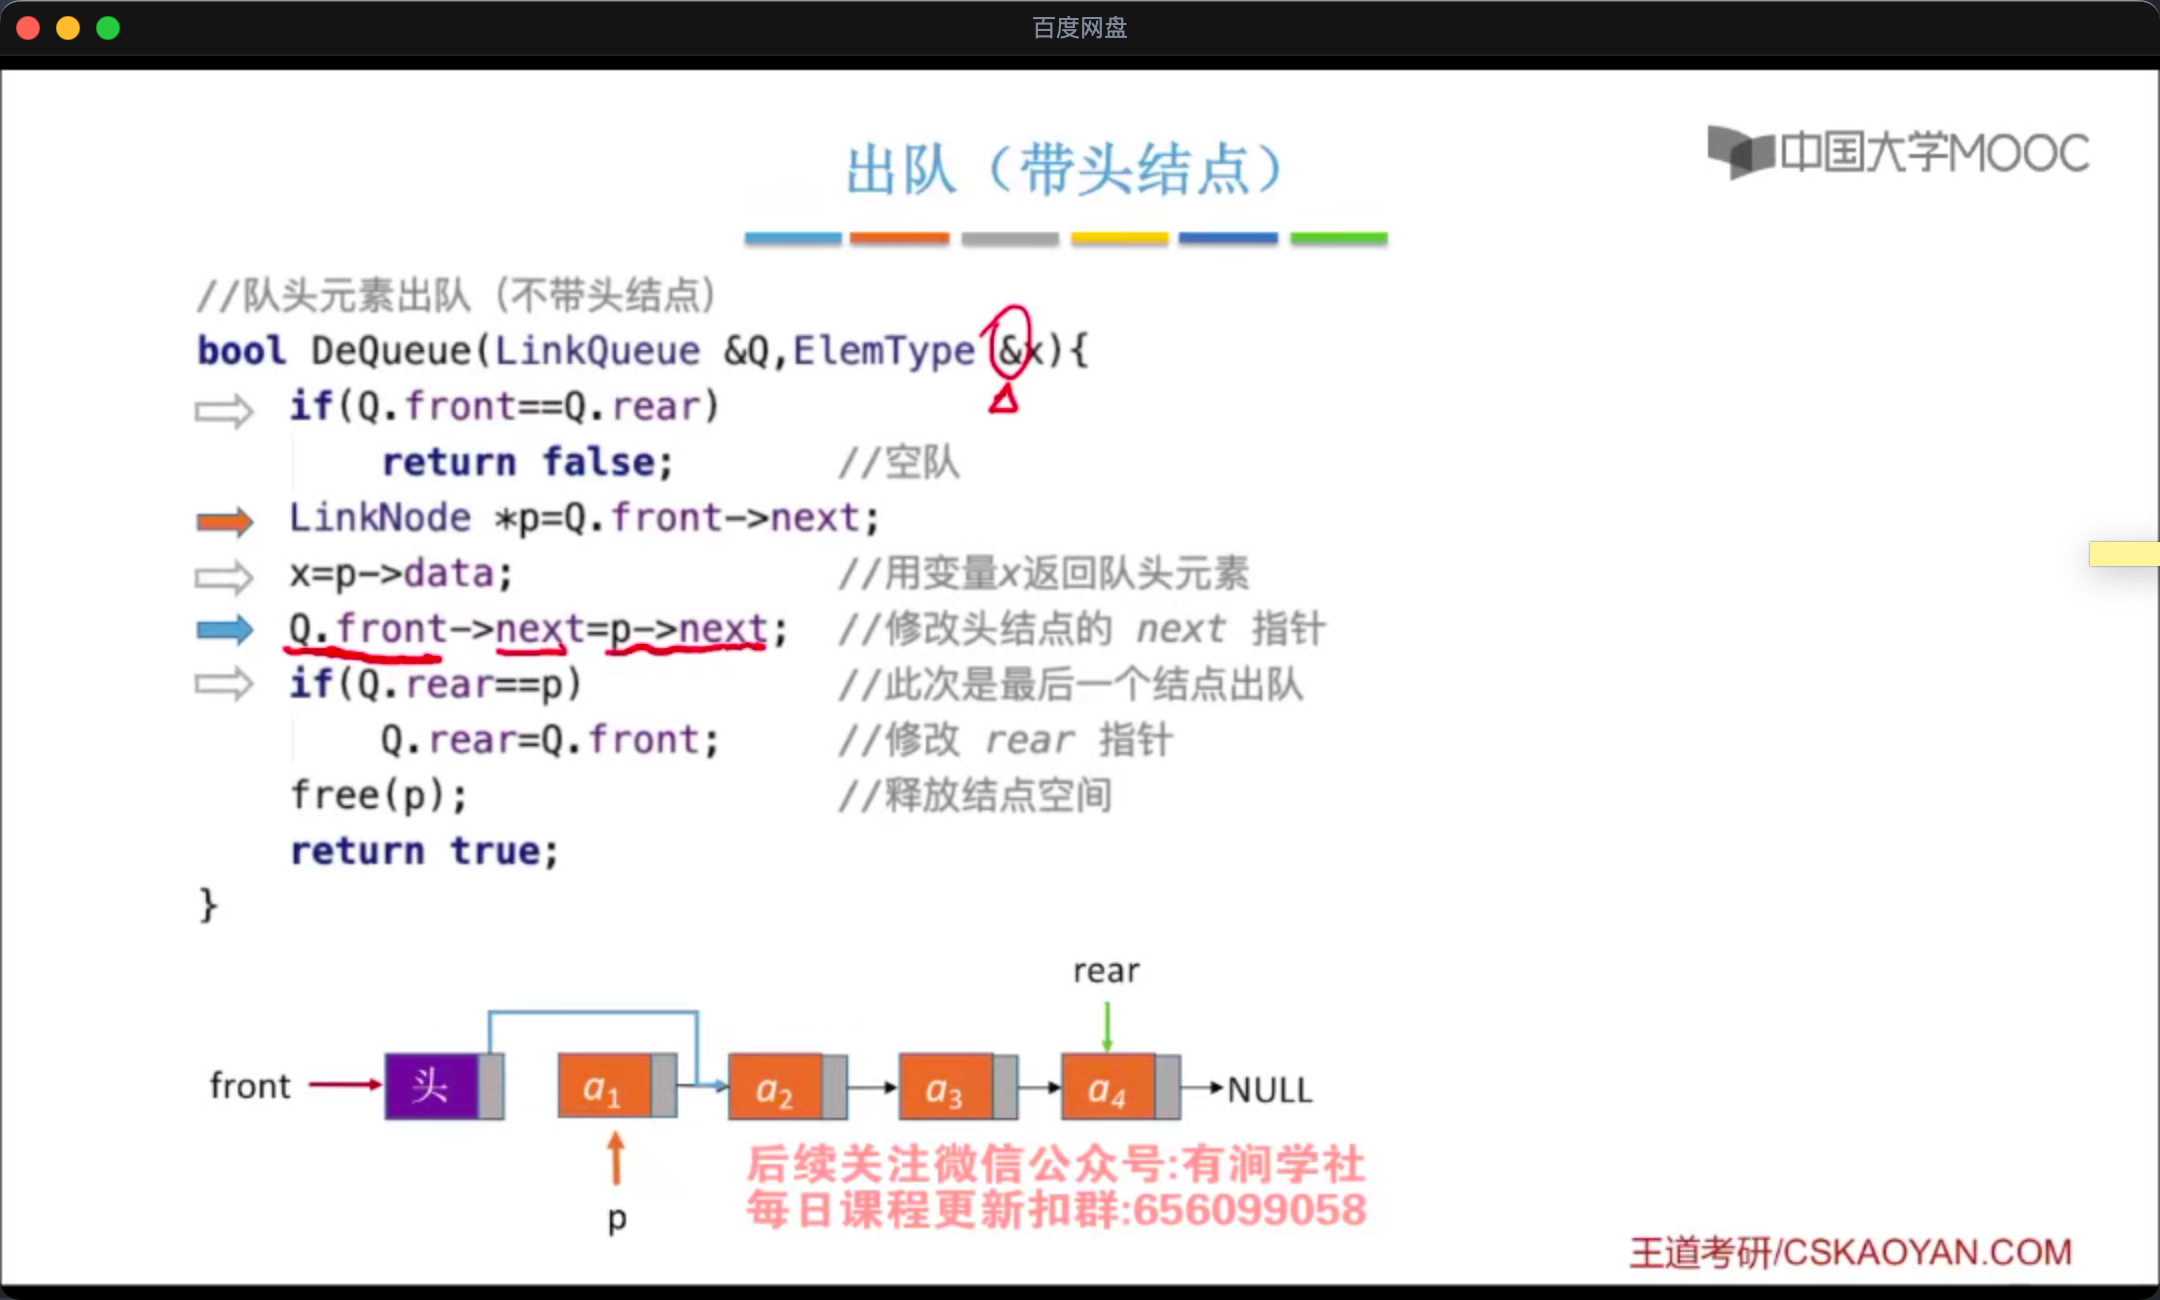 百度网盘
中国大学MOOC
出队（带头结点）
//队头元素出队（不带头结点）
bool DeQueue(LinkQueue &Q,ElemType &x){
if(Q.front==Q.rear)
return false; //空队
LinkNode *p=Q.front->next;
x=p->data; //用变量x返回队头元素
Q.front->next=p->next; //修改头结点的 next 指针
if(Q.rear==p) //此次是最后一个结点出队
Q.rear=Q.front; //修改 rear 指针
free(p); //释放结点空间
return true;
}
rear
front 头 a1 a2 a3 a4 NULL
p
后续关注微信公众号:有涧学社
每日课程更新扣群:656099058
王道考研/CSKAOYAN.COM